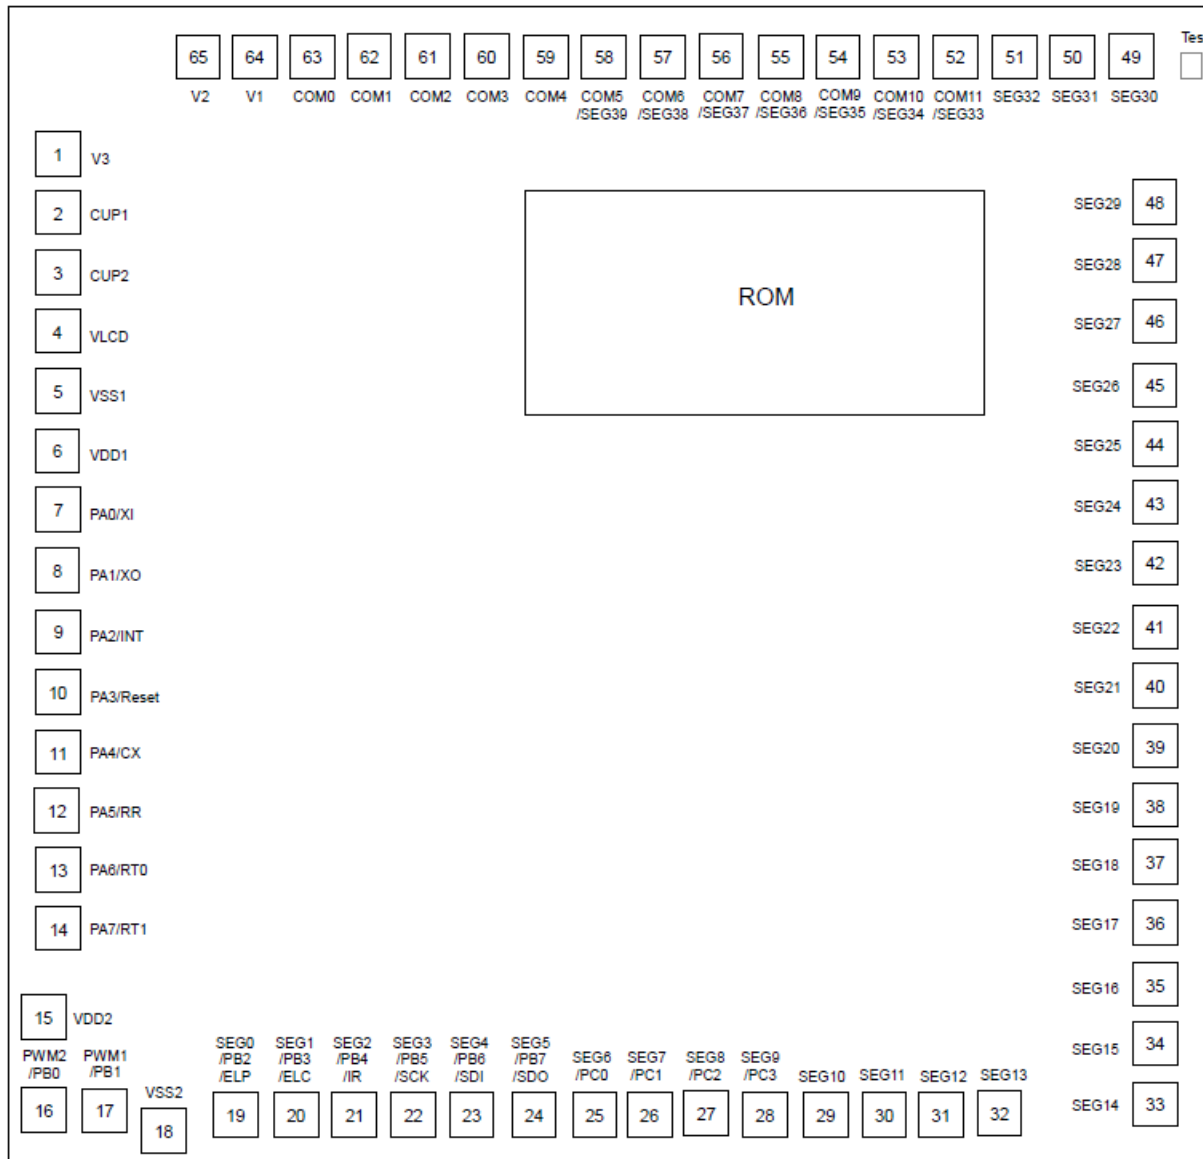 Tes
65 64 63 62 61 60 59 58 57 56 55 54 53 52 51 50 49
V2 V1 COM0 COM1 COM2 COM3 COM4 COM5 COM6 COM7 COM8 COM9 COM10 COM11 SEG32 SEG31 SEG30
/SEG39 /SEG38 /SEG37 /SEG36 /SEG35 /SEG34 /SEG33
1 V3
2 CUP1
3 CUP2
4 VLCD
5 VSS1
6 VDD1
7 PA0/XI
8 PA1/XO
9 PA2/INT
10 PA3/Reset
11 PA4/CX
12 PA5/RR
13 PA6/RT0
14 PA7/RT1
15 VDD2
ROM
SEG29 48
SEG28 47
SEG27 46
SEG26 45
SEG25 44
SEG24 43
SEG23 42
SEG22 41
SEG21 40
SEG20 39
SEG19 38
SEG18 37
SEG17 36
SEG16 35
SEG15 34
SEG14 33
PWM2
/PB0
16
PWM1
/PB1
17
VSS2
18
SEG0
/PB2
/ELP
19
SEG1
/PB3
/ELC
20
SEG2
/PB4
/IR
21
SEG3
/PB5
/SCK
22
SEG4
/PB6
/SDI
23
SEG5
/PB7
/SDO
24
SEG6
/PC0
25
SEG7
/PC1
26
SEG8
/PC2
27
SEG9
/PC3
28
SEG10
29
SEG11
30
SEG12
31
SEG13
32